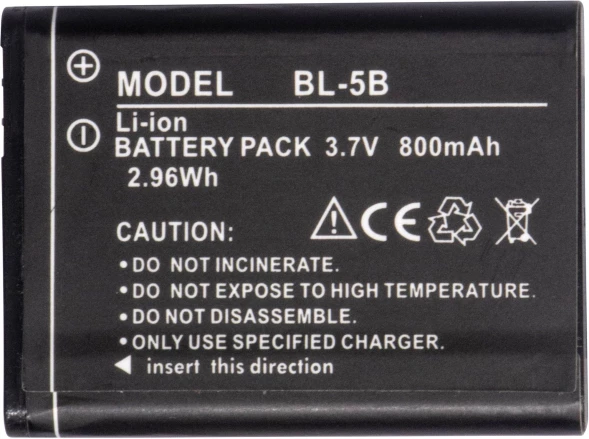 MODEL BL-5B
Li-ion
BATTERY PACK 3.7V 800mAh
2.96Wh
CE
CAUTION:
•DO NOT INCINERATE.
•DO NOT EXPOSE TO HIGH TEMPERATURE.
•DO NOT DISASSEMBLE.
•ONLY USE SPECIFIED CHARGER.
◀ insert this direction